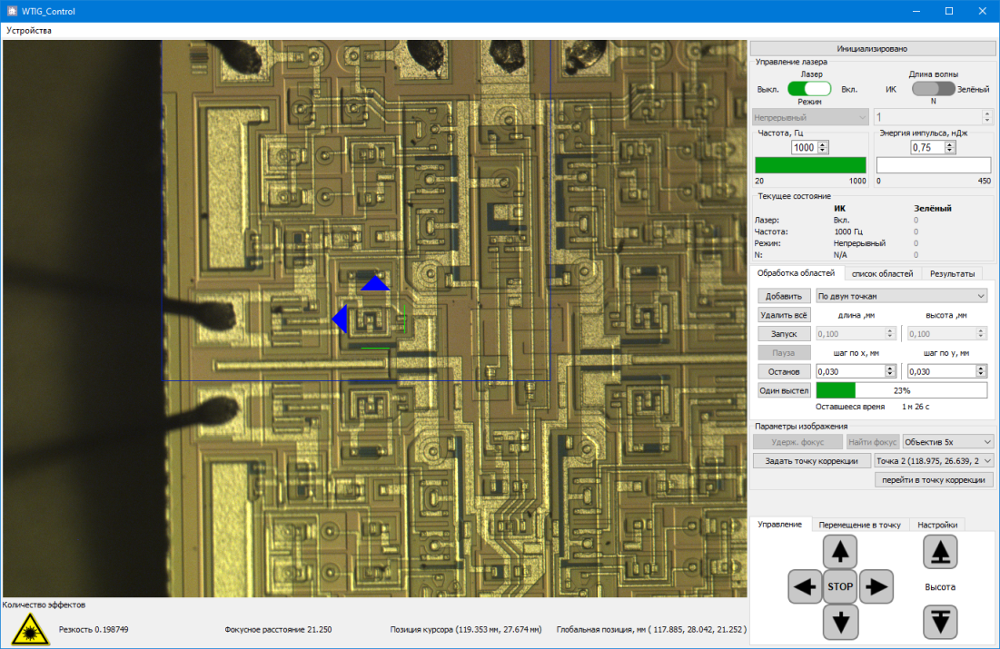 WTIG_Control
Устройства
Инициализировано
Управление лазера
Лазер
Длина волны
Выкл.
Вкл.
ИК
Зелёный
Режим
N
Непрерывный
1
Частота, Гц
Энергия импульса, нДж
1000
0,75
20
1000
0
450
Текущее состояние
ИК
Зелёный
Лазер:
Вкл.
0
Частота:
1000 Гц
0
Режим:
Непрерывный
0
N:
N/A
0
Обработка областей
список областей
Результаты
Добавить
По двум точкам
Удалить всё
длина ,мм
высота ,мм
Запуск
0,100
0,100
Пауза
шаг по x, мм
шаг по y, мм
Останов
0,030
0,030
Один выстел
23%
Оставшееся время
1 м 26 с
Параметры изображения
Удерж. фокус
Найти фокус
Объектив 5x
Задать точку коррекции
Точка 2 (118.975, 26.639, 2
перейти в точку коррекции
Управление
Перемещение в точку
Настройки
STOP
Высота
Количество эффектов
Резкость 0.198749
Фокусное расстояние 21.250
Позиция курсора (119.353 мм, 27.674 мм)
Глобальная позиция, мм ( 117.885, 28.042, 21.252 )